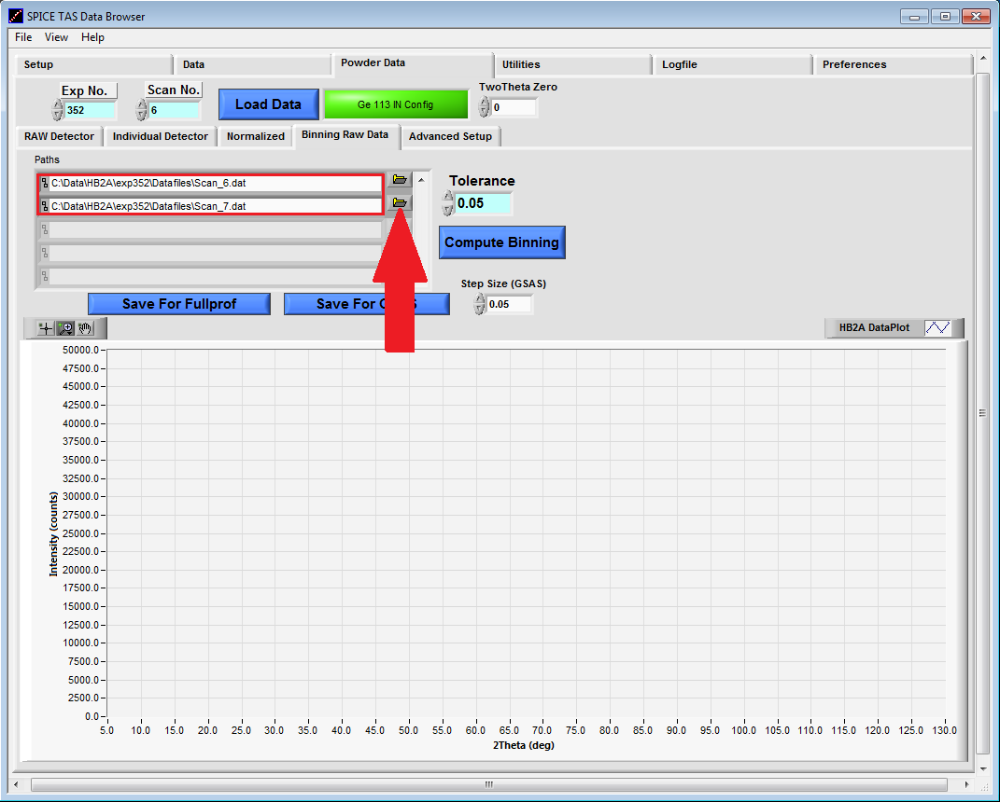 SPICE TAS Data Browser
File View Help
Setup Data Powder Data Utilities Logfile Preferences
Exp No. Scan No. TwoTheta Zero
352 6 Load Data Ge 113 IN Config 0
RAW Detector Individual Detector Normalized Binning Raw Data Advanced Setup
Paths
C:\Data\HB2A\exp352\Datafiles\Scan_6.dat
C:\Data\HB2A\exp352\Datafiles\Scan_7.dat
Tolerance
0.05
Compute Binning
Step Size (GSAS)
0.05
Save For Fullprof Save For
HB2A DataPlot
50000.0
47500.0
45000.0
42500.0
40000.0
37500.0
35000.0
32500.0
30000.0
27500.0
25000.0
22500.0
20000.0
17500.0
15000.0
12500.0
10000.0
7500.0
5000.0
2500.0
0.0
Intensity (counts)
5.0 10.0 15.0 20.0 25.0 30.0 35.0 40.0 45.0 50.0 55.0 60.0 65.0 70.0 75.0 80.0 85.0 90.0 95.0 100.0 105.0 110.0 115.0 120.0 125.0 130.0
2Theta (deg)